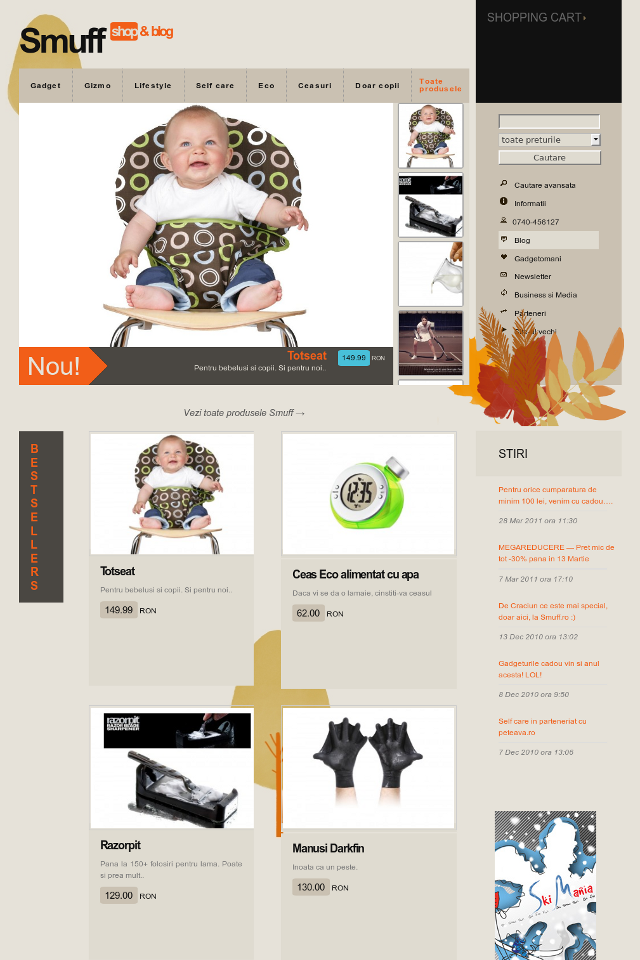 Smuff shop & blog
SHOPPING CART
Gadget Gizmo Lifestyle Self care Eco Ceasuri Doar copii Toate produsele
toate preturile
Cautare
Cautare avansata
Informatii
0740-456127
Blog
Gadgetomani
Newsletter
Business si Media
Parteneri
Nou!
Totseat
Pentru bebelusi si copii. Si pentru noi..
149.99 RON
Vezi toate produsele Smuff →
BESTSELLERS
Totseat
Pentru bebelusi si copii. Si pentru noi..
149.99 RON
Ceas Eco alimentat cu apa
Daca vi se da o lamaie, cinstiti-va ceasul
62.00 RON
razorpit
RAZOR BLADE
SHARPENER
Razorpit
Pana la 150+ folosiri pentru lama. Poate
si prea mult..
129.00 RON
Manusi Darkfin
Inoata ca un peste.
130.00 RON
STIRI
Pentru orice cumparatura de
minim 100 lei, venim cu cadou....
28 Mar 2011 ora 11:30
MEGAREDUCERE — Pret mic de
tot -30% pana in 13 Martie
7 Mar 2011 ora 17:10
De Craciun ce este mai special,
doar aici, la Smuff.ro ;)
13 Dec 2010 ora 13:02
Gadgeturile cadou vin si anul
acesta! LOL!
8 Dec 2010 ora 9:50
Self care in parteneriat cu
peteava.ro
7 Dec 2010 ora 13:06
Ski Mania